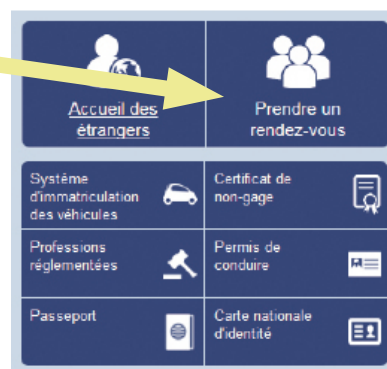 Accueil des
étrangers
Prendre un
rendez-vous
Système
d'immatriculation
des véhicules
Certificat de
non-gage
Professions
réglementées
Permis de
conduire
Passeport
Carte nationale
d'identité